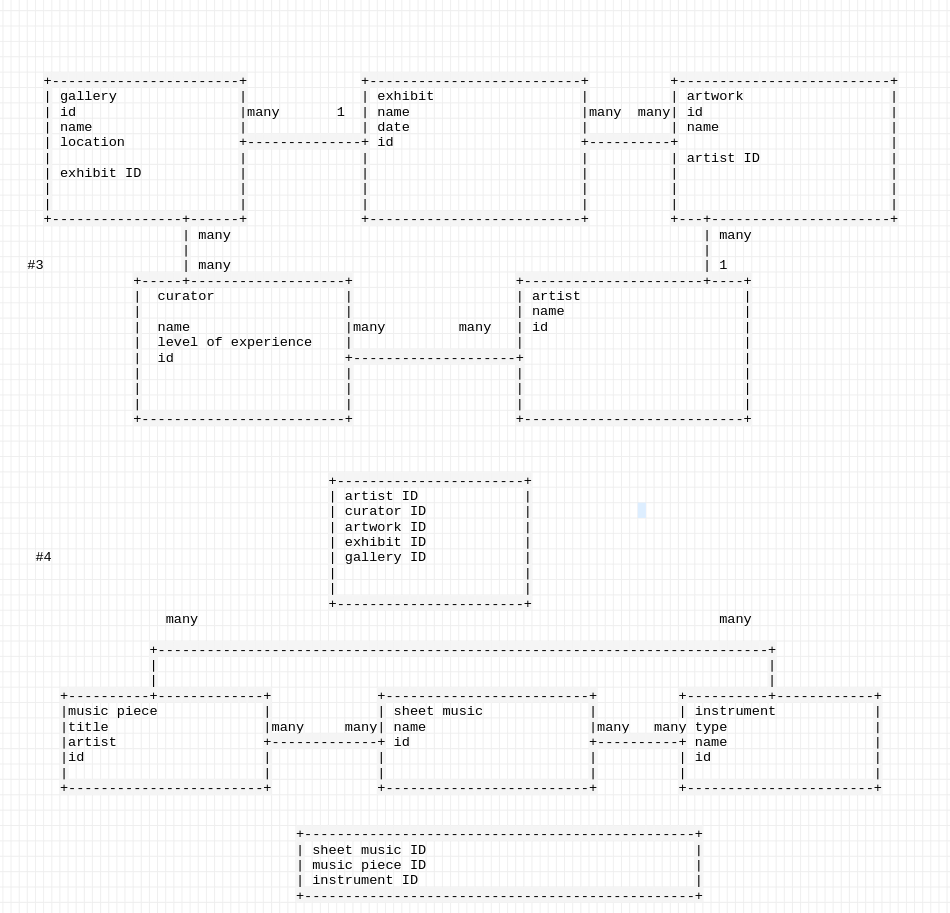 gallery
id
name
location
exhibit ID
many 1
exhibit
name
date
id
many many
artwork
id
name
artist ID
many
many
many
1
#3
curator
name
level of experience
id
many many
artist
name
id
artist ID
curator ID
artwork ID
exhibit ID
gallery ID
#4
many many
music piece
title
artist
id
many many
sheet music
name
id
many many
instrument
type
name
id
sheet music ID
music piece ID
instrument ID